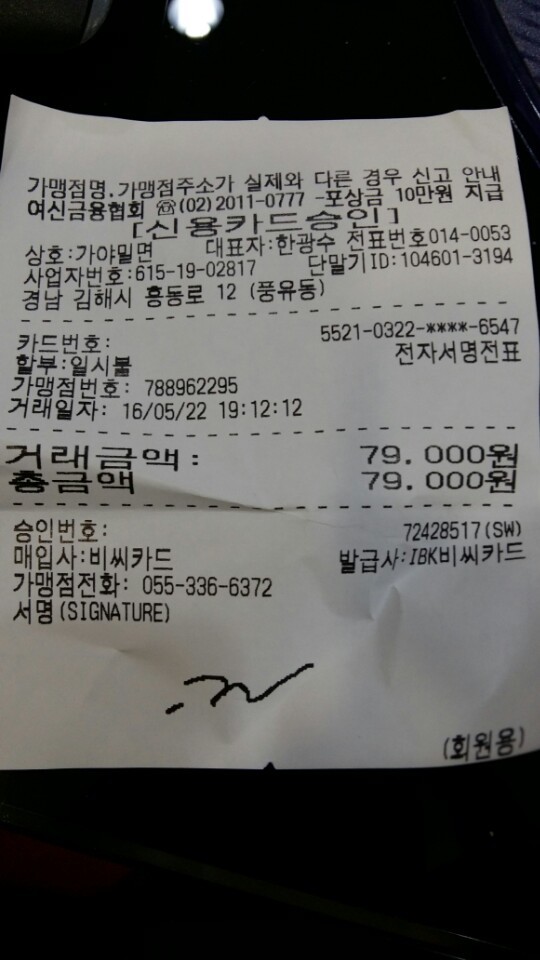 가맹점명.가맹점주소가 실제와 다른 경우 신고 안내
여신금융협회 ☎(02)2011-0777 -포상금 10만원 지급
[신용카드승인]
상호:가야밀면 대표자:한광수 전표번호014-0053
사업자번호:615-19-02817 단말기ID:104601-3194
경남 김해시 흥동로 12 (풍유동)
카드번호: 5521-0322-****-6547
할부:일시불 전자서명전표
가맹점번호: 788962295
거래일자: 16/05/22 19:12:12
거래금액: 79.000원
총금액 79.000원
승인번호: 72428517(SW)
매입사:비씨카드 발급사:IBK비씨카드
가맹점전화: 055-336-6372
서명(SIGNATURE)
(회원용)